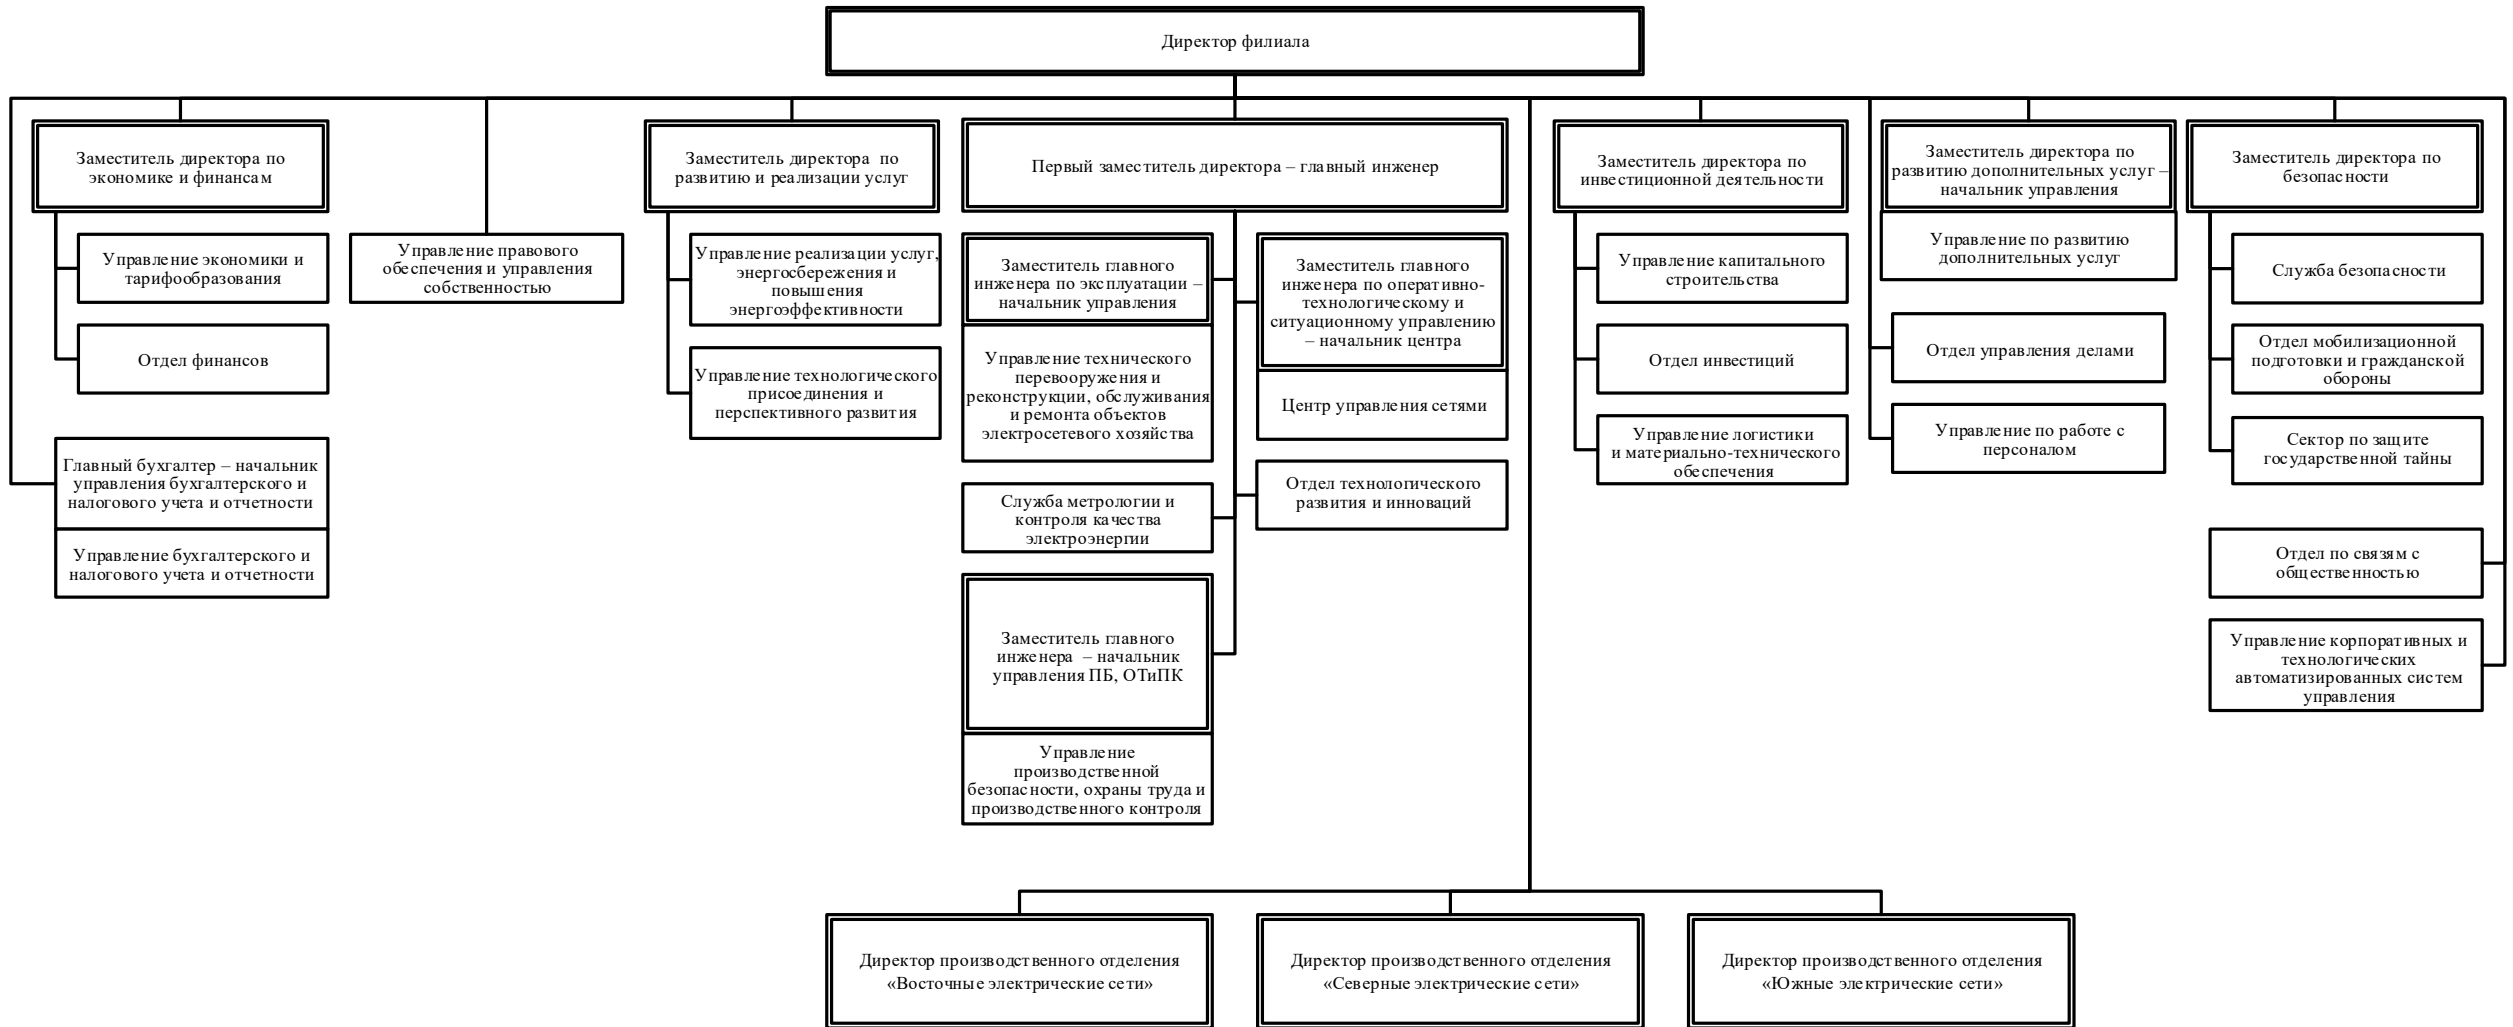 Директор филиала
Заместитель директора по
экономике и финансам
Управление экономики и
тарифообразования
Отдел финансов
Главный бухгалтер – начальник
управления бухгалтерского и
налогового учета и отчетности
Управление бухгалтерского и
налогового учета и отчетности
Управление правового
обеспечения и управления
собственностью
Заместитель директора по
развитию и реализации услуг
Управление реализации услуг,
энергосбережения и
повышения
энергоэффективности
Управление технологического
присоединения и
перспективного развития
Первый заместитель директора – главный инженер
Заместитель главного
инженера по эксплуатации –
начальник управления
Управление технического
перевооружения и
реконструкции, обслуживания
и ремонта объектов
электросетевого хозяйства
Служба метрологии и
контроля качества
электроэнергии
Заместитель главного
инженера – начальник
управления ПБ, ОТиПК
Управление
производственной
безопасности, охраны труда и
производственного контроля
Заместитель главного
инженера по оперативно-
технологическому и
ситуационному управлению
– начальник центра
Центр управления сетями
Отдел технологического
развития и инноваций
Заместитель директора по
инвестиционной деятельности
Управление капитального
строительства
Отдел инвестиций
Управление логистики
и материально-технического
обеспечения
Заместитель директора по
развитию дополнительных услуг –
начальник управления
Управление по развитию
дополнительных услуг
Отдел управления делами
Управление по работе с
персоналом
Заместитель директора по
безопасности
Служба безопасности
Отдел мобилизационной
подготовки и гражданской
обороны
Сектор по защите
государственной тайны
Отдел по связям с
общественностью
Управление корпоративных и
технологических
автоматизированных систем
управления
Директор производственного отделения
«Восточные электрические сети»
Директор производственного отделения
«Северные электрические сети»
Директор производственного отделения
«Южные электрические сети»